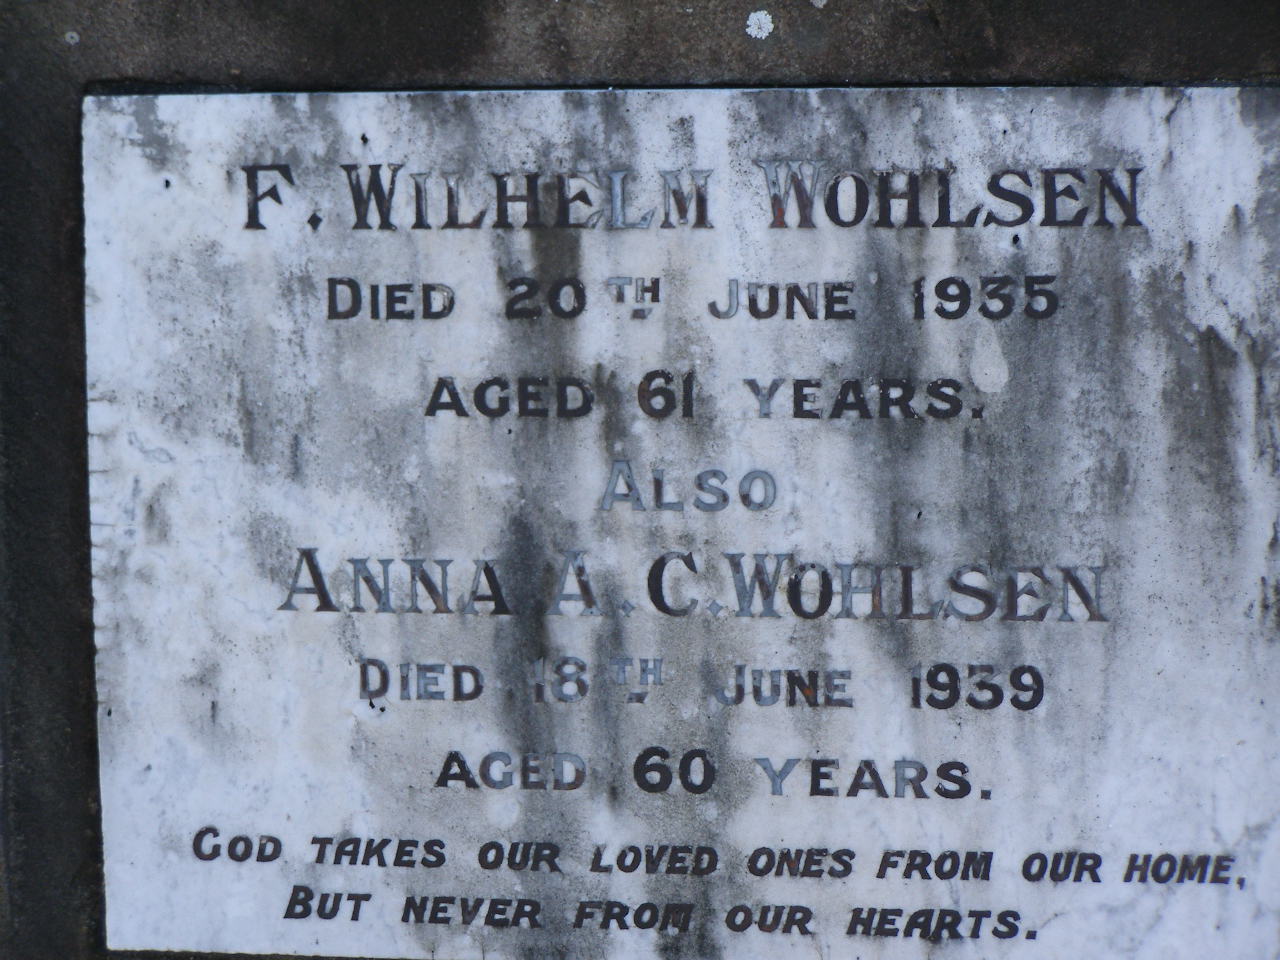 F. WILHELM WOHLSEN
DIED 20TH JUNE 1935
AGED 61 YEARS.
ALSO
ANNA A.C. WOHLSEN
DIED 18TH JUNE 1939
AGED 60 YEARS.
GOD TAKES OUR LOVED ONES FROM OUR HOME,
BUT NEVER FROM OUR HEARTS.